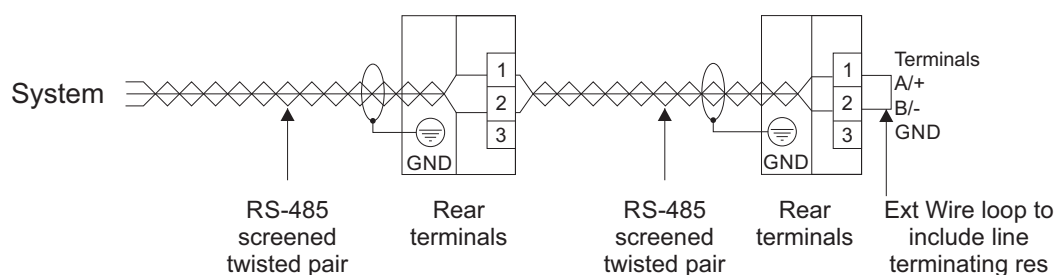 System
1
2
3
GND
1
2
3
GND
Terminals
A/+
B/-
GND
RS-485
screened
twisted pair
Rear
terminals
RS-485
screened
twisted pair
Rear
terminals
Ext Wire loop to
include line
terminating res